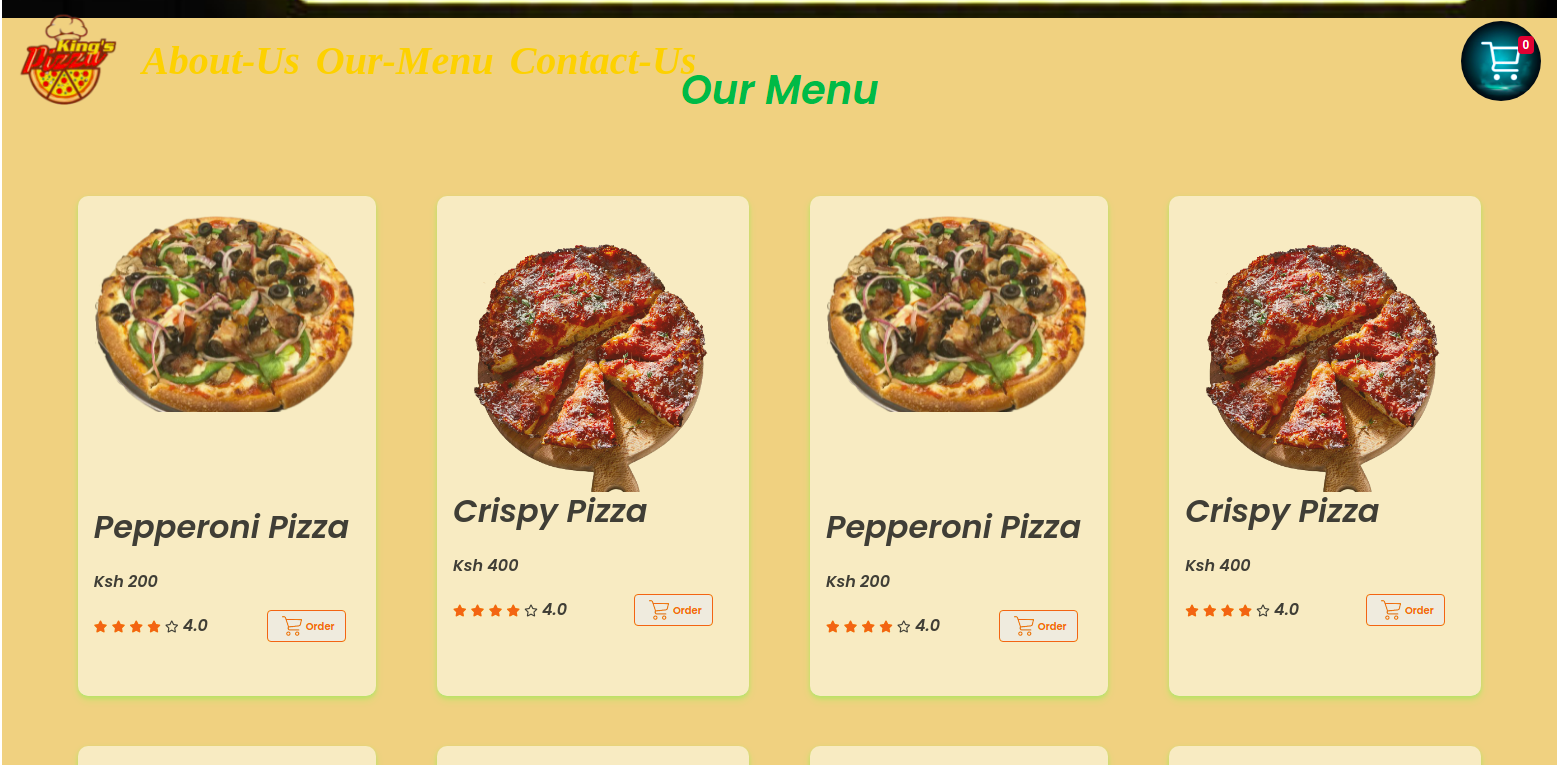 King's
Pizza
About-Us Our-Menu Contact-Us
0
Our Menu
Pepperoni Pizza
Ksh 200
4.0
Order
Crispy Pizza
Ksh 400
4.0
Order
Pepperoni Pizza
Ksh 200
4.0
Order
Crispy Pizza
Ksh 400
4.0
Order